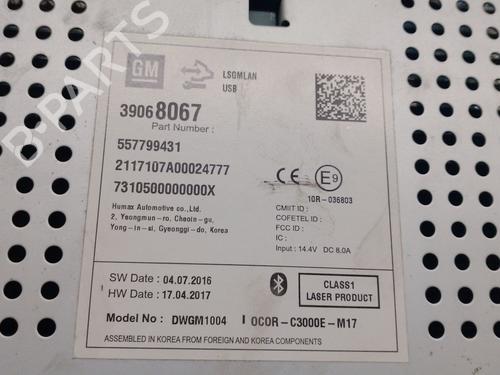 GM
LSGMLAN
USB
39068067
Part Number :
557799431
2117107A00024777
7310500000000X
CE E9
10R-036803
Humax Automotive co.,Ltd.
2, Yeongmun-ro, Cheoin-gu,
Yong-in-si, Gyeonggi-do, Korea
CMIIT ID :
COFETEL ID :
FCC ID :
IC :
Input : 14.4V DC 8.0A
SW Date : 04.07.2016
HW Date : 17.04.2017
CLASS1
LASER PRODUCT
Model No : DWGM1004 I OCOR-C3000E-M17
ASSEMBLED IN KOREA FROM FOREIGN AND KOREA COMPONENTS
B-PARTS